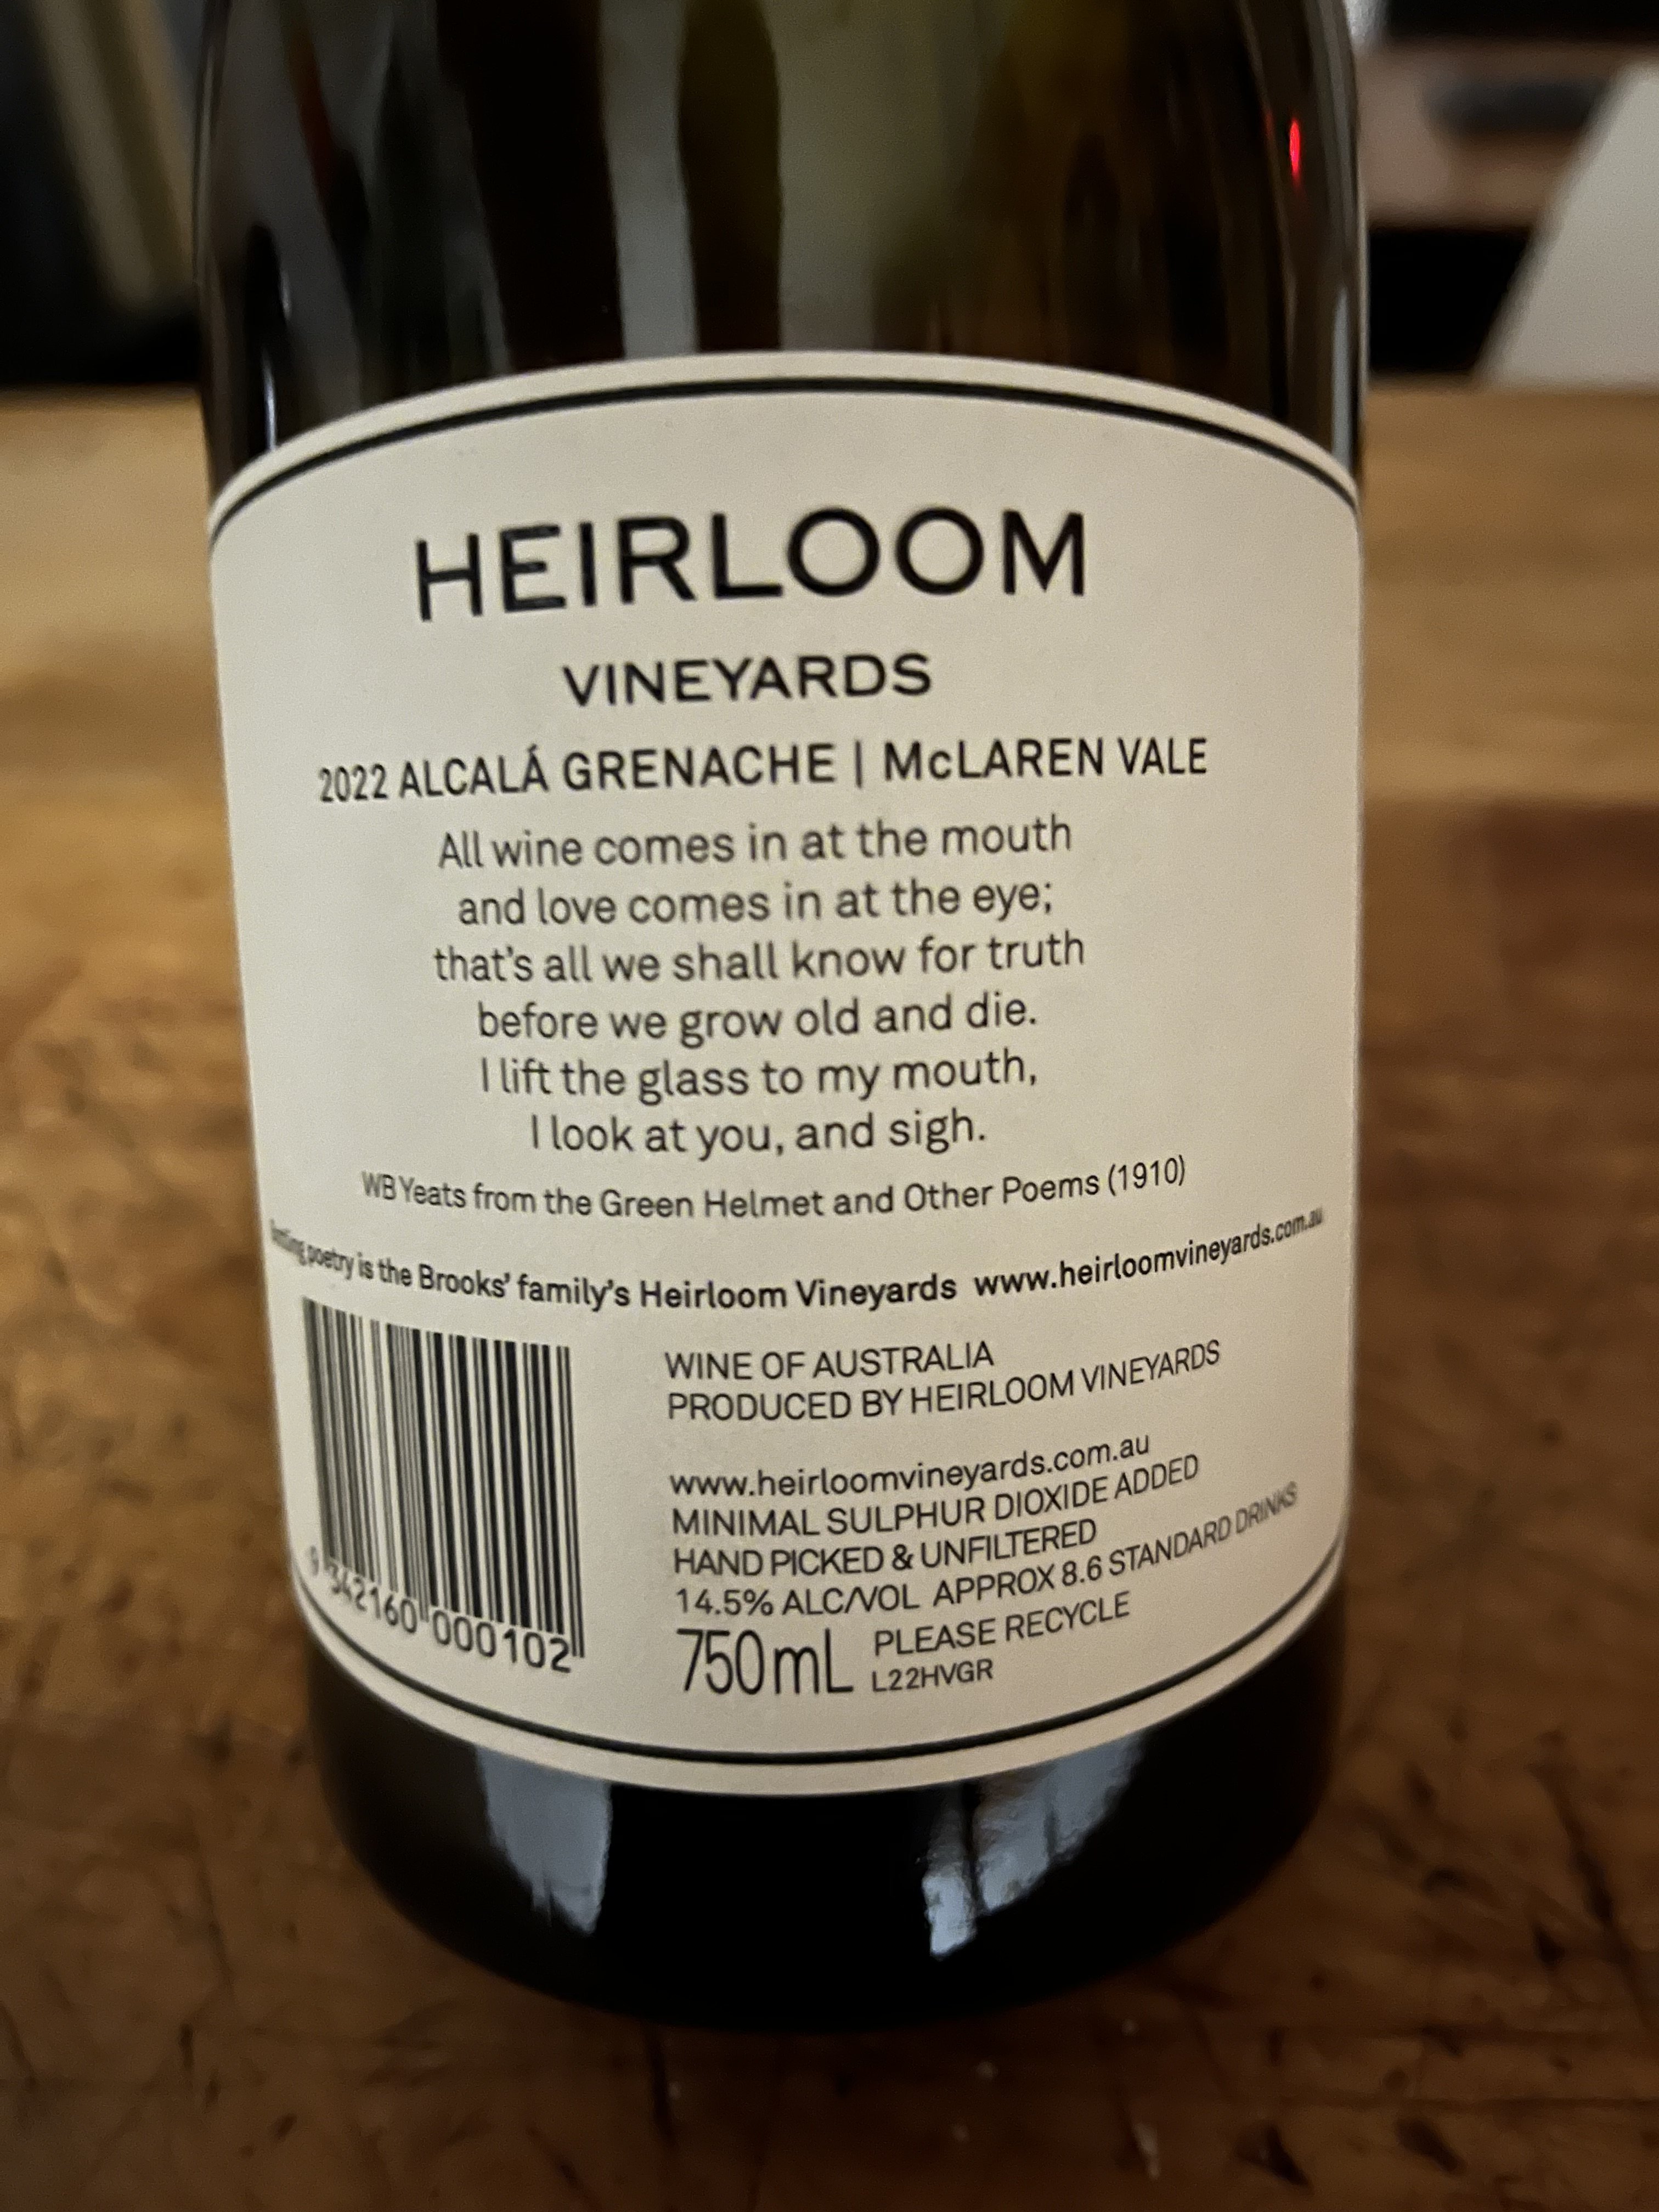 HEIRLOOM
VINEYARDS
2022 ALCALÁ GRENACHE | McLAREN VALE
All wine comes in at the mouth
and love comes in at the eye;
that's all we shall know for truth
before we grow old and die.
I lift the glass to my mouth,
I look at you, and sigh.
WB Yeats from the Green Helmet and Other Poems (1910)
Bottling poetry is the Brooks' family's Heirloom Vineyards www.heirloomvineyards.com.au
WINE OF AUSTRALIA
PRODUCED BY HEIRLOOM VINEYARDS
www.heirloomvineyards.com.au
MINIMAL SULPHUR DIOXIDE ADDED
HAND PICKED & UNFILTERED
14.5% ALC/VOL APPROX 8.6 STANDARD DRINKS
750mL PLEASE RECYCLE
L22HVGR
9 342160 000102